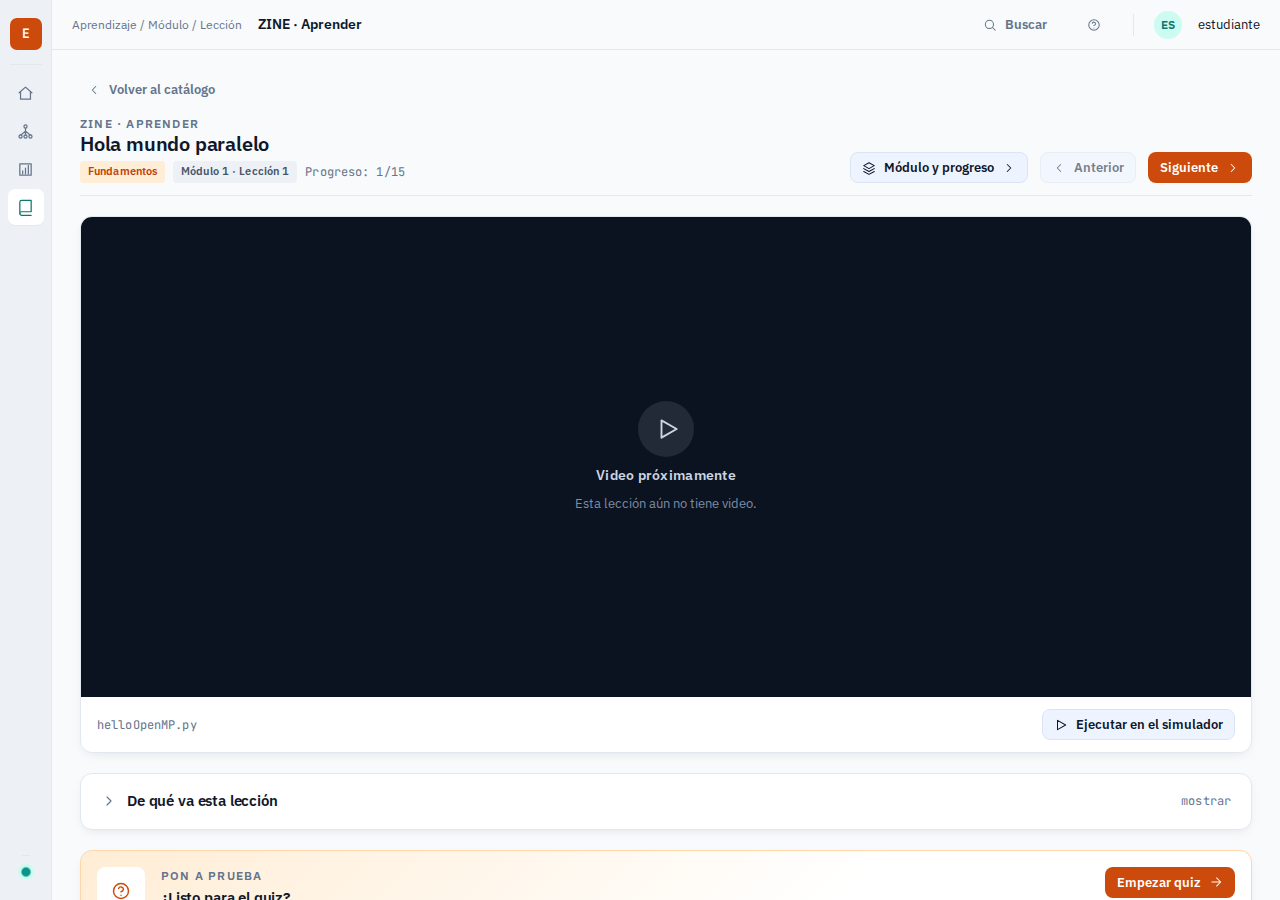 E
Aprendizaje / Módulo / Lección
ZINE · Aprender
Buscar
ES
estudiante
Volver al catálogo
ZINE · APRENDER
Hola mundo paralelo
Fundamentos
Módulo 1 · Lección 1
Progreso: 1/15
Módulo y progreso
Anterior
Siguiente
Video próximamente
Esta lección aún no tiene video.
helloOpenMP.py
Ejecutar en el simulador
De qué va esta lección
mostrar
PON A PRUEBA
¿Listo para el quiz?
Empezar quiz